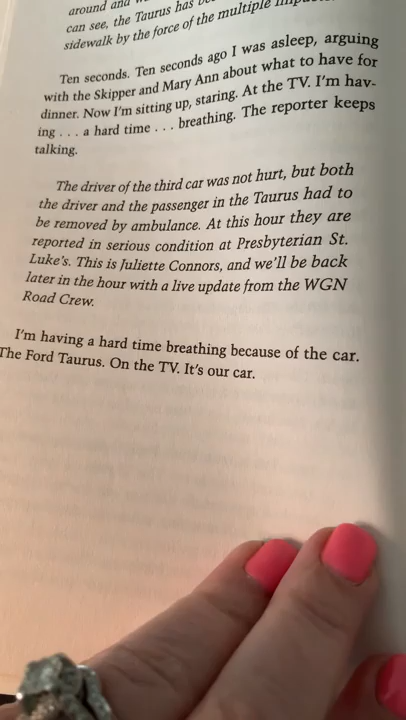 around and
can see, the Taurus has
sidewalk by the force of the multiple
Ten seconds. Ten seconds ago I was asleep, arguing
with the Skipper and Mary Ann about what to have for
dinner. Now I'm sitting up, staring. At the TV. I'm hav-
ing . . . a hard time . . . breathing. The reporter keeps
talking.
The driver of the third car was not hurt, but both
the driver and the passenger in the Taurus had to
be removed by ambulance. At this hour they are
reported in serious condition at Presbyterian St.
Luke's. This is Juliette Connors, and we'll be back
later in the hour with a live update from the WGN
Road Crew.
I'm having a hard time breathing because of the car.
The Ford Taurus. On the TV. It's our car.